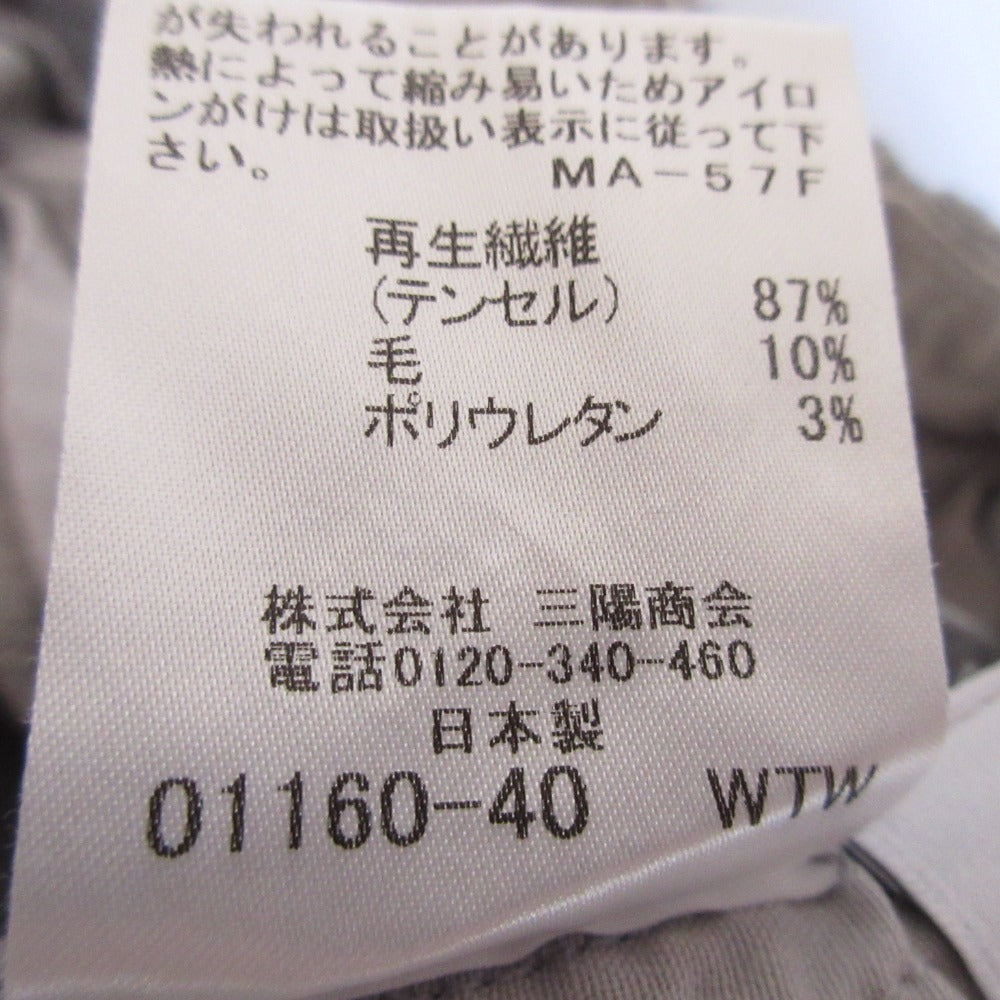 が失われることがあります。
熱によって縮み易いためアイロ
ンがけは取扱い表示に従って下
さい。 MA-57F
再生繊維
(テンセル) 87%
毛 10%
ポリウレタン 3%
株式会社 三陽商会
電話0120-340-460
日本製
01160-40 WTW